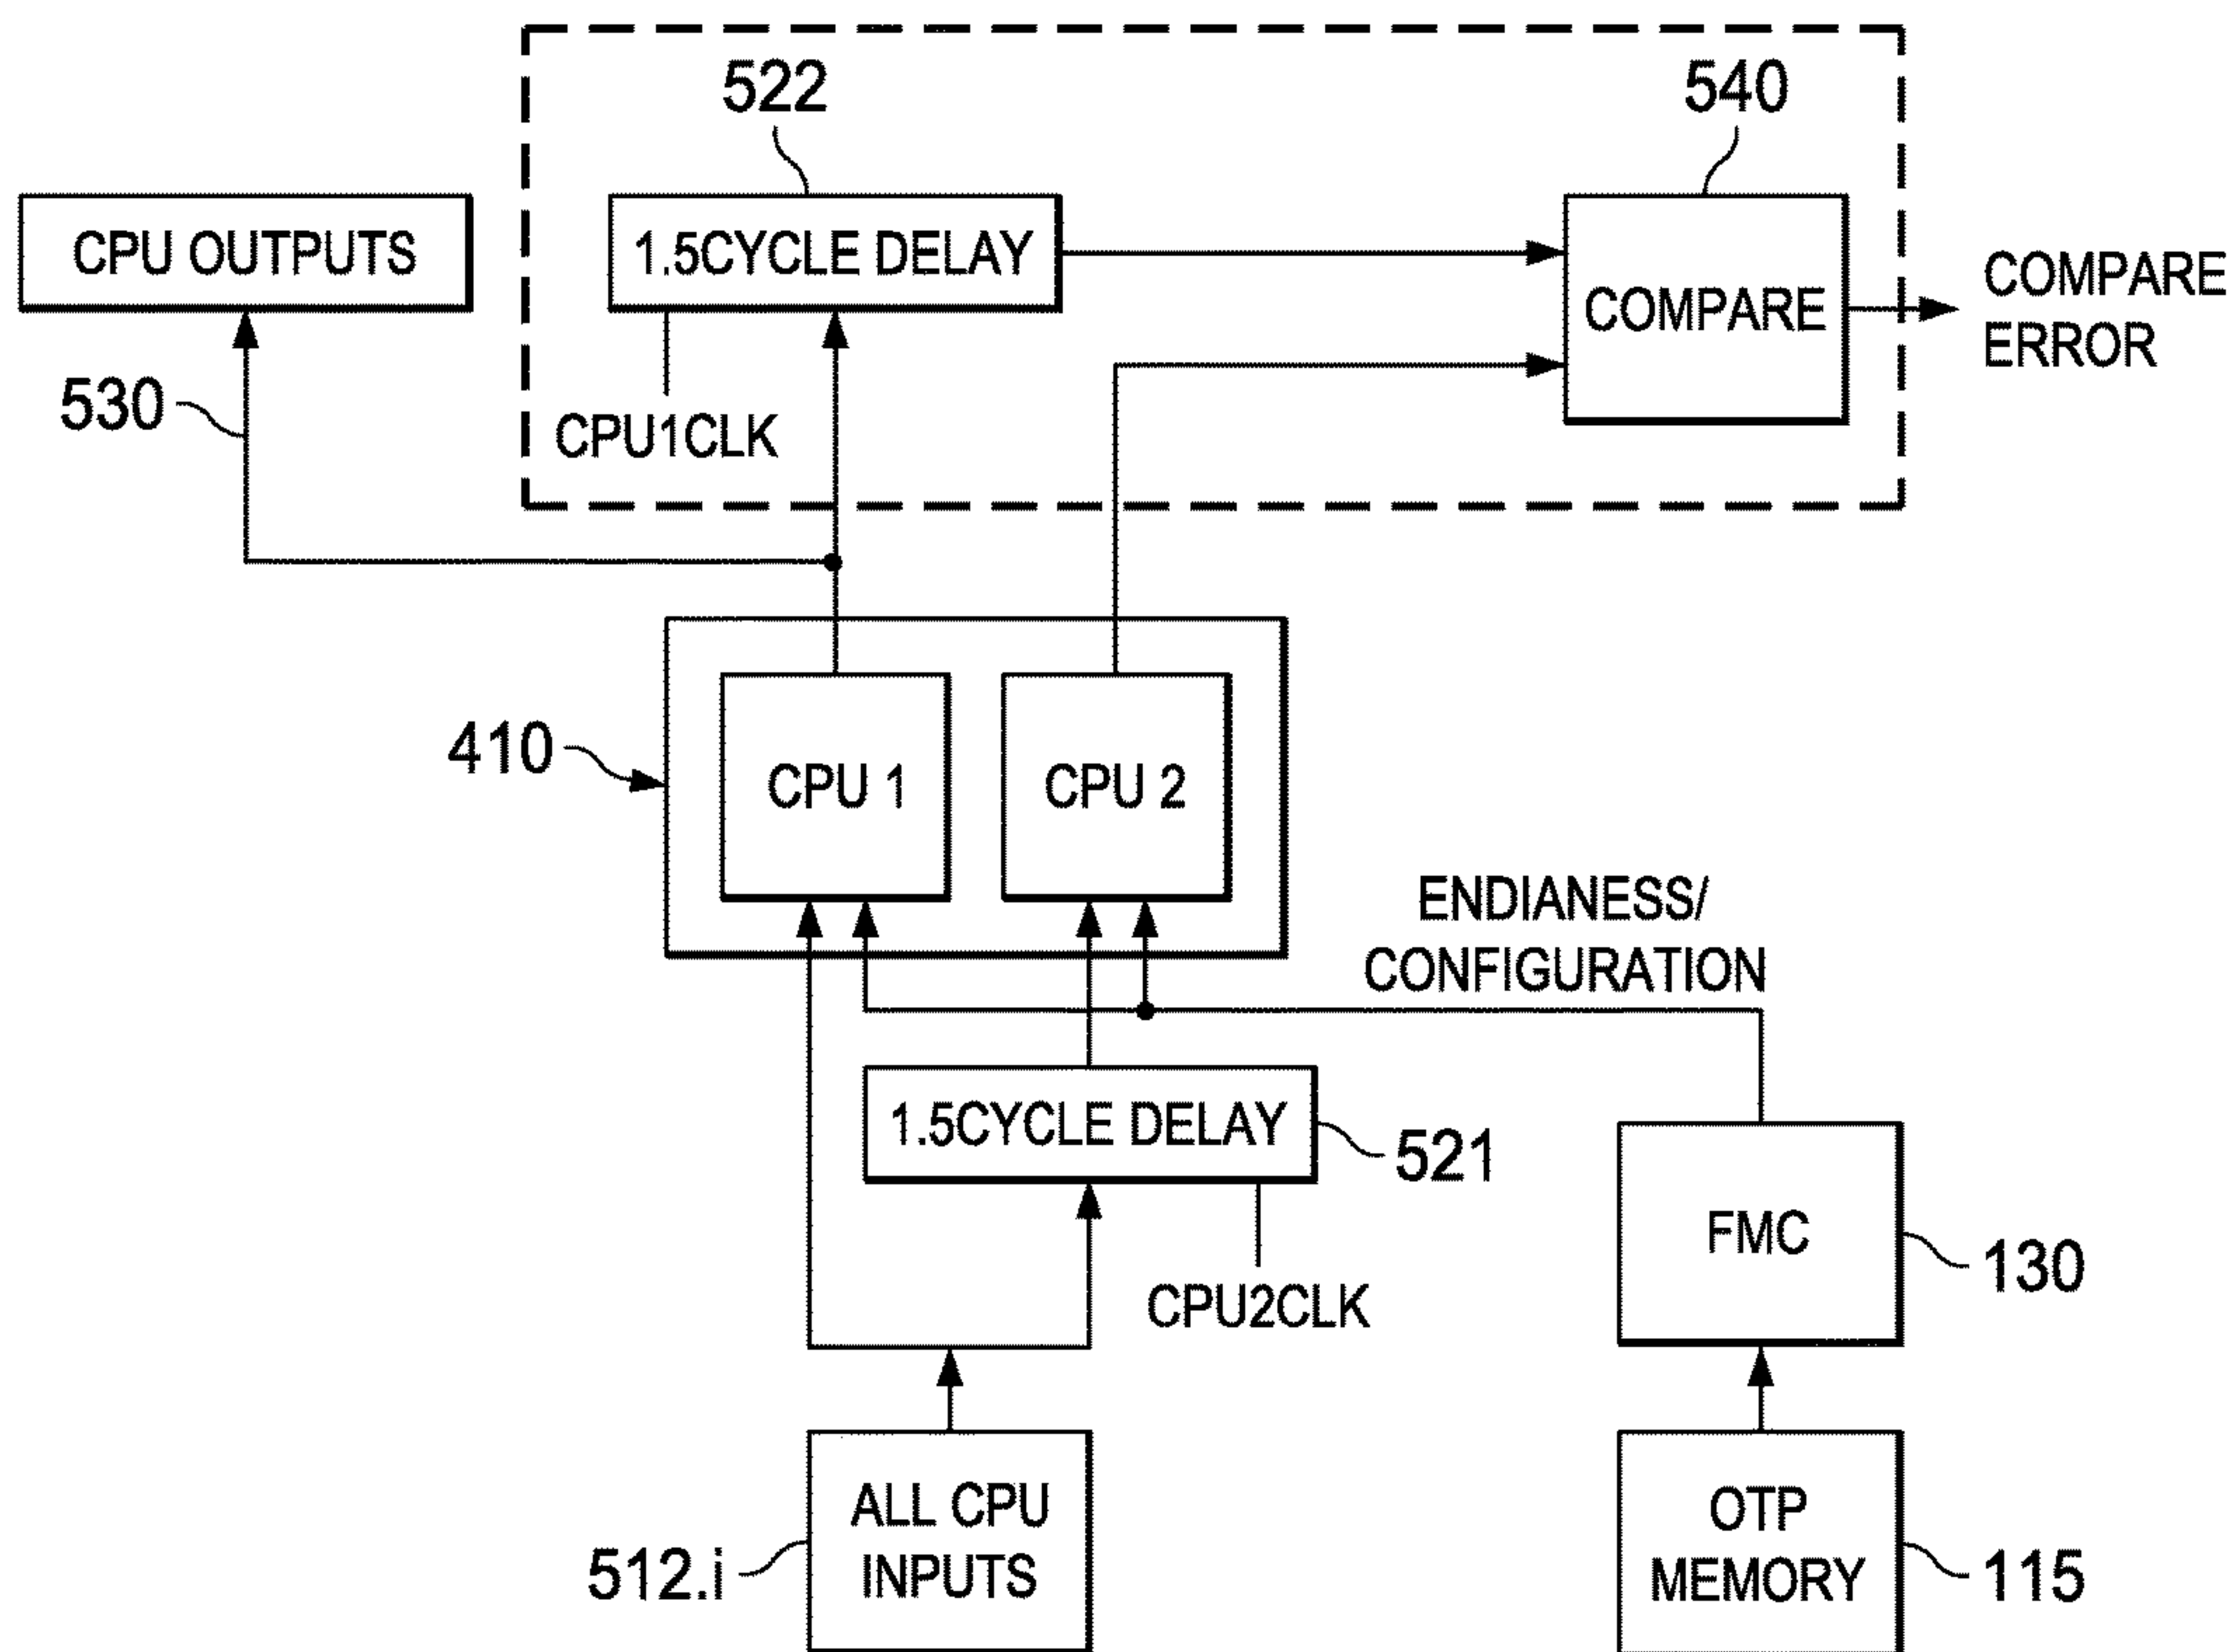 522
540
CPU OUTPUTS
1.5CYCLE DELAY
COMPARE
COMPARE
ERROR
530
CPU1CLK
410
CPU 1
CPU 2
ENDIANESS/
CONFIGURATION
1.5CYCLE DELAY
521
FMC
130
CPU2CLK
ALL CPU
INPUTS
512.i
OTP
MEMORY
115